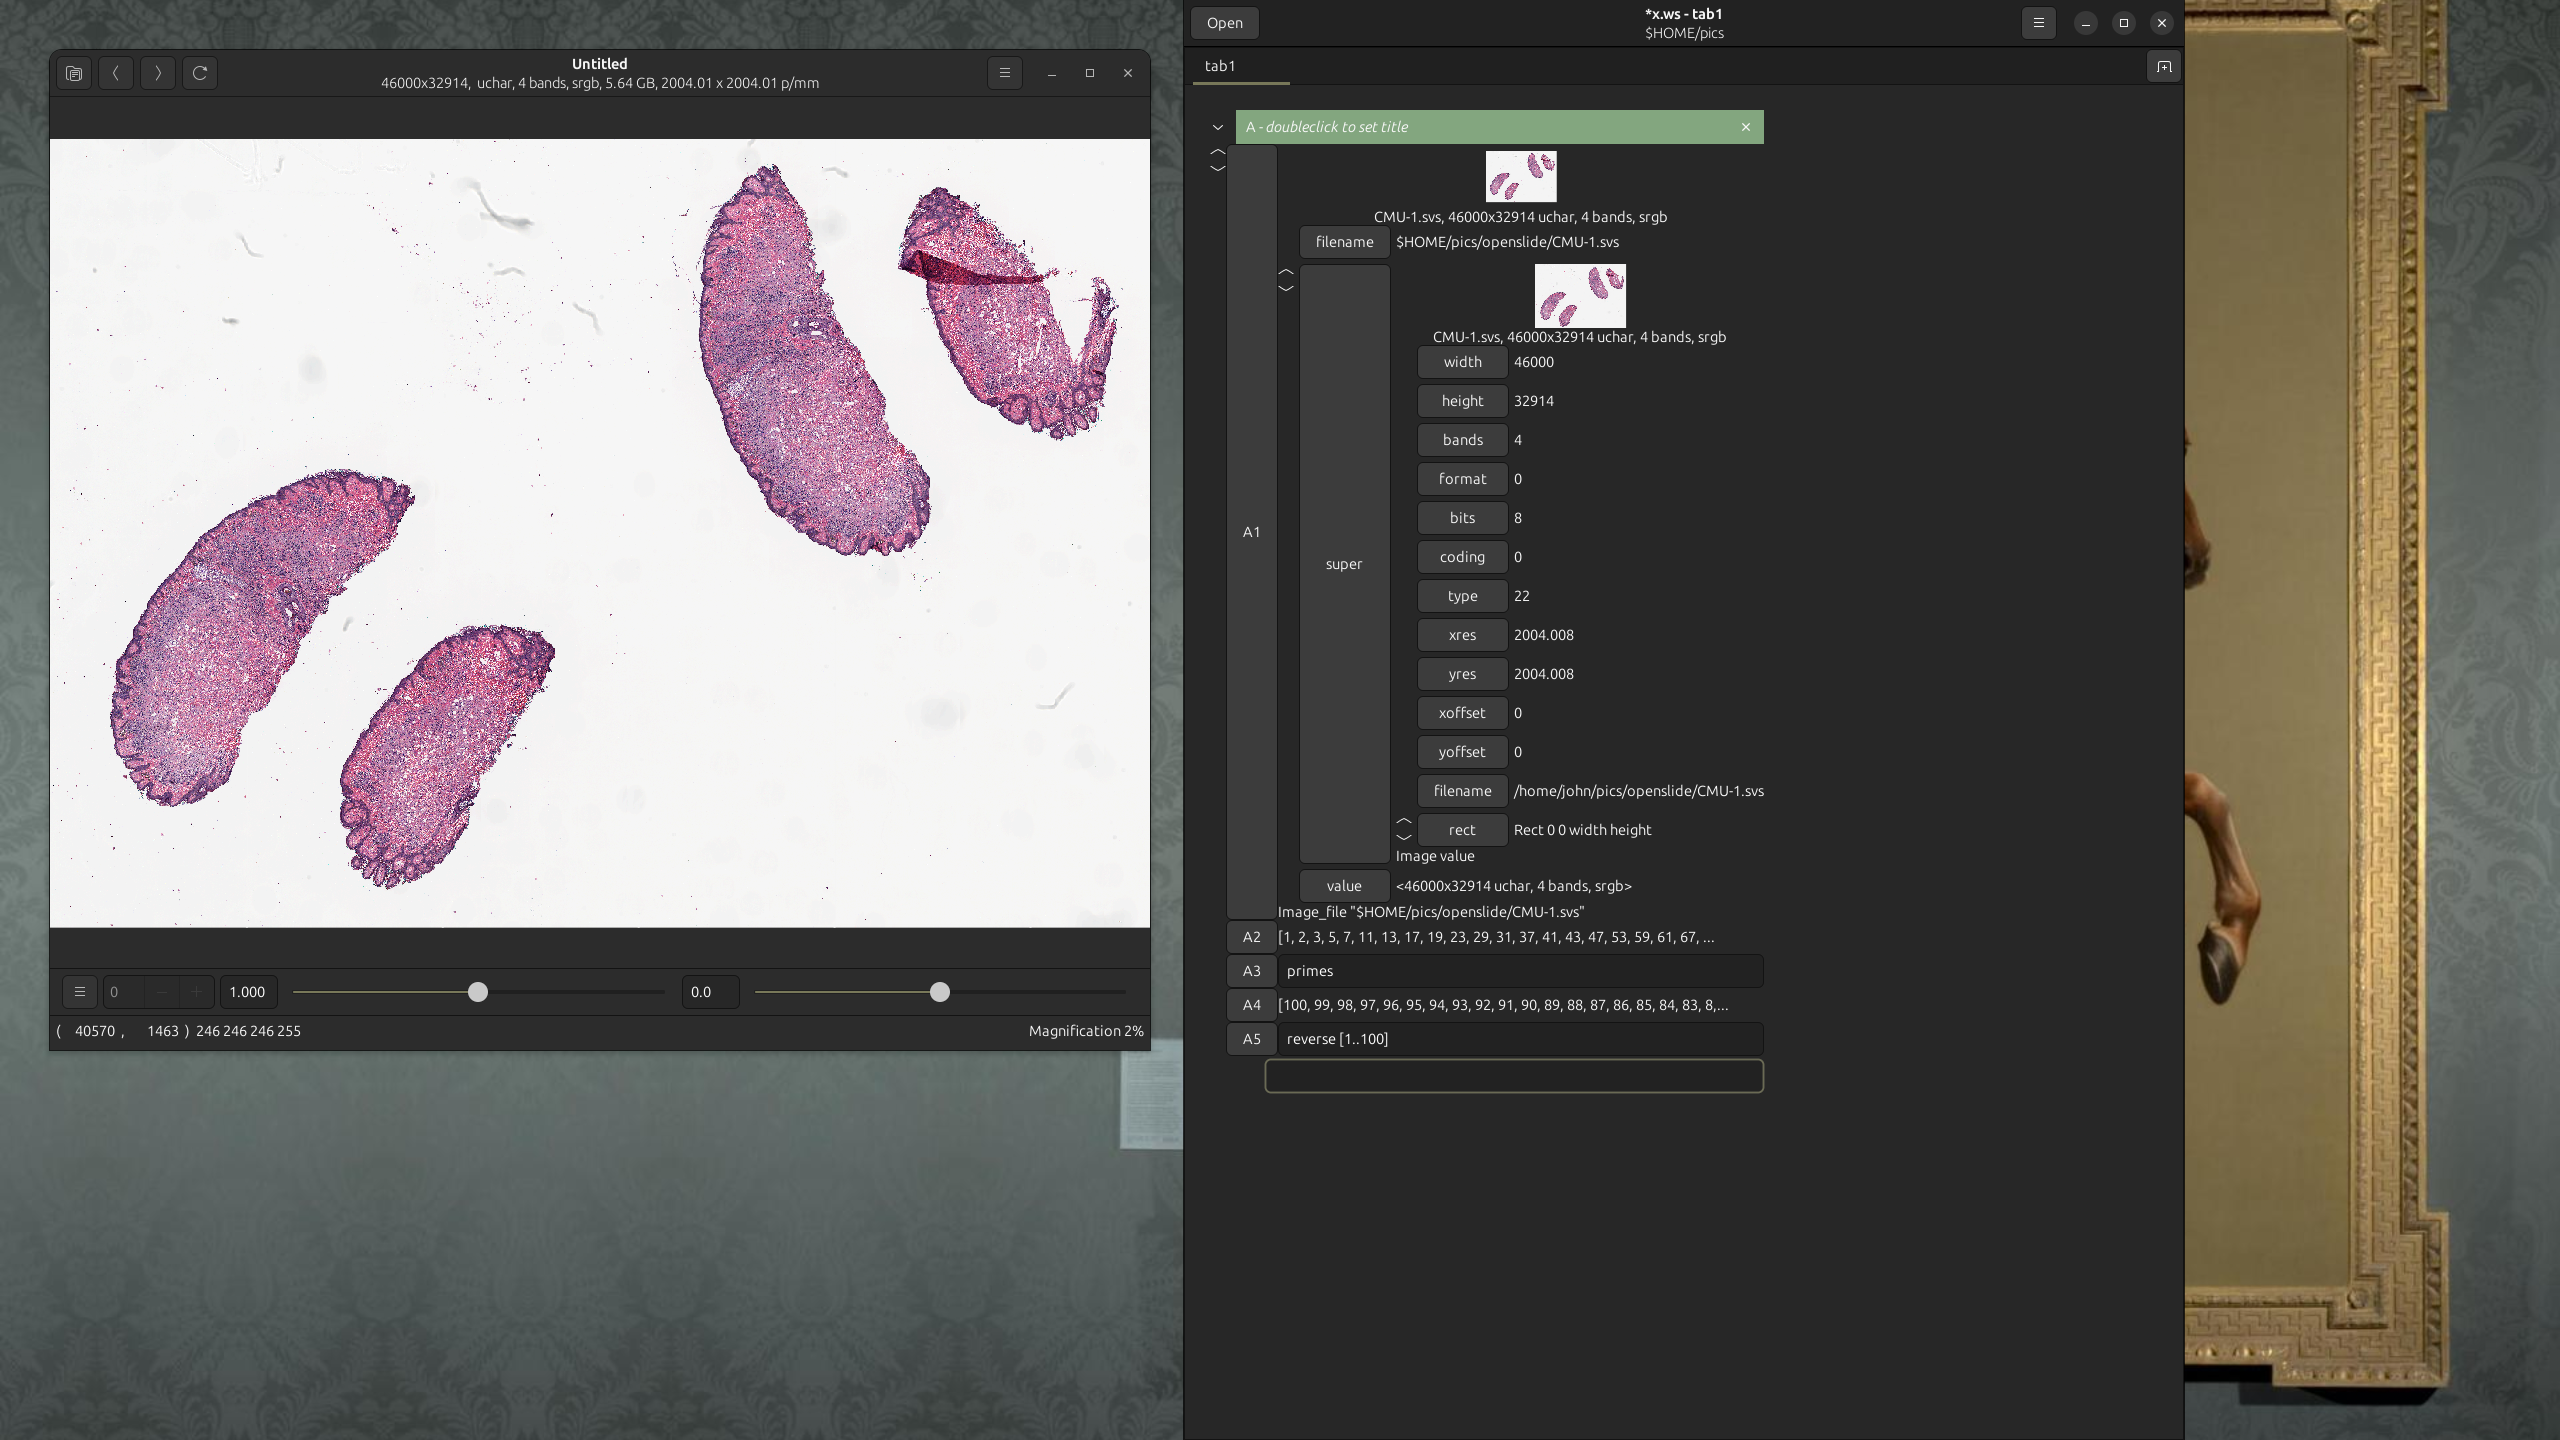 Untitled
46000x32914, uchar, 4 bands, srgb, 5.64 GB, 2004.01 x 2004.01 p/mm
0
1.000
0.0
( 40570 , 1463 ) 246 246 246 255
Magnification 2%
Open
*x.ws - tab1
$HOME/pics
tab1
A - doubleclick to set title
A1
CMU-1.svs, 46000x32914 uchar, 4 bands, srgb
filename $HOME/pics/openslide/CMU-1.svs
super
CMU-1.svs, 46000x32914 uchar, 4 bands, srgb
width 46000
height 32914
bands 4
format 0
bits 8
coding 0
type 22
xres 2004.008
yres 2004.008
xoffset 0
yoffset 0
filename /home/john/pics/openslide/CMU-1.svs
rect Rect 0 0 width height
Image value
value <46000x32914 uchar, 4 bands, srgb>
Image_file "$HOME/pics/openslide/CMU-1.svs"
A2 [1, 2, 3, 5, 7, 11, 13, 17, 19, 23, 29, 31, 37, 41, 43, 47, 53, 59, 61, 67, ...
A3 primes
A4 [100, 99, 98, 97, 96, 95, 94, 93, 92, 91, 90, 89, 88, 87, 86, 85, 84, 83, 8,...
A5 reverse [1..100]